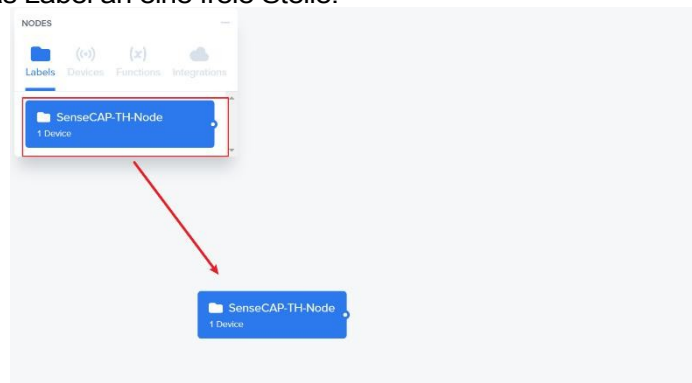 as Label an eine freie Stelle.
NODES
Labels Devices Functions Integrations
SenseCAP-TH-Node
1 Device
SenseCAP-TH-Node
1 Device